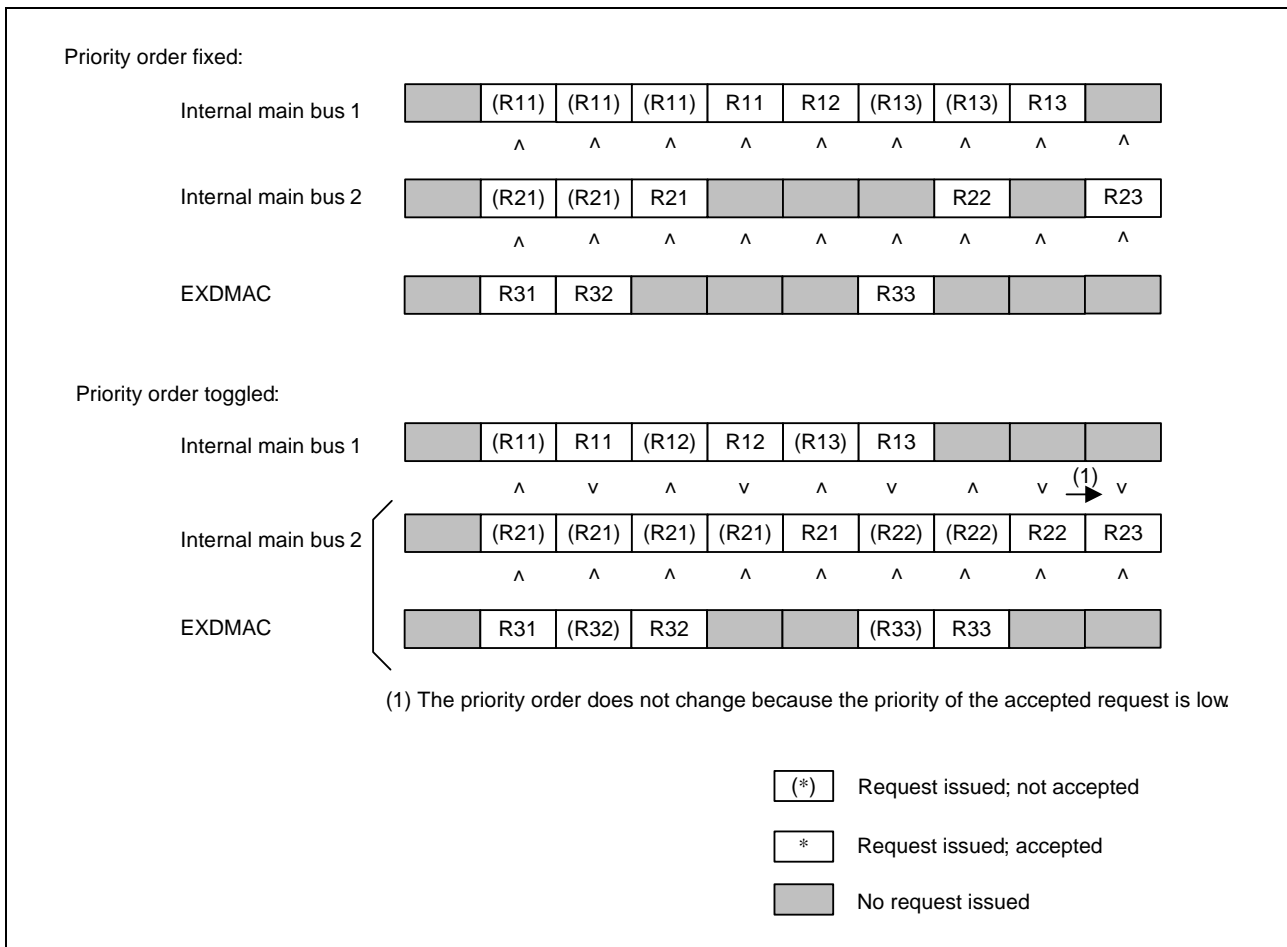 Priority order fixed:
Internal main bus 1 (R11) (R11) (R11) R11 R12 (R13) (R13) R13
^ ^ ^ ^ ^ ^ ^ ^ ^
Internal main bus 2 (R21) (R21) R21 R22 R23
^ ^ ^ ^ ^ ^ ^ ^ ^
EXDMAC R31 R32 R33
Priority order toggled:
Internal main bus 1 (R11) R11 (R12) R12 (R13) R13
^ v ^ v ^ v ^ v (1) v
Internal main bus 2 (R21) (R21) (R21) (R21) R21 (R22) (R22) R22 R23
^ ^ ^ ^ ^ ^ ^ ^ ^
EXDMAC R31 (R32) R32 (R33) R33
(1) The priority order does not change because the priority of the accepted request is low.
(*) Request issued; not accepted
* Request issued; accepted
No request issued